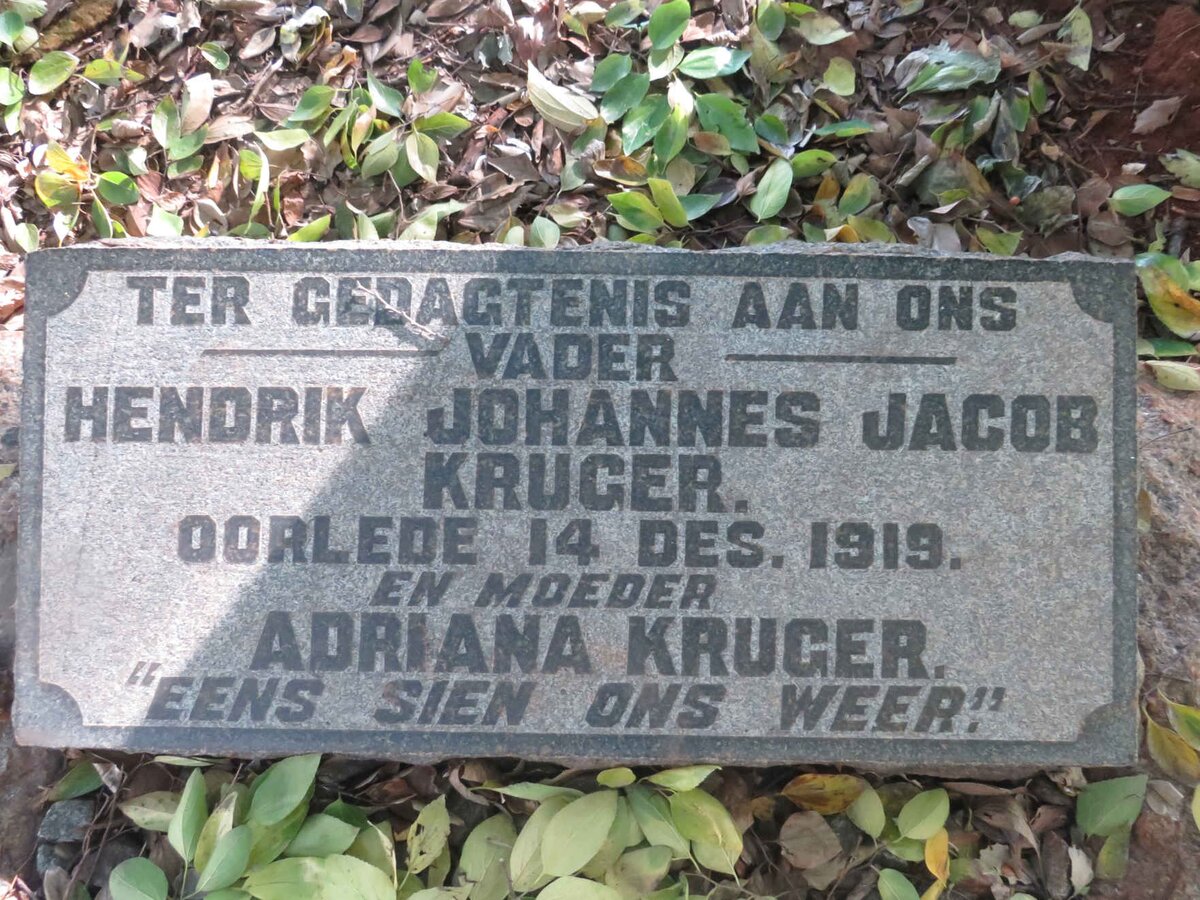 TER GEDAGTENIS AAN ONS
VADER
HENDRIK JOHANNES JACOB
KRUGER.
OORLEDE 14 DES. 1919.
EN MOEDER
ADRIANA KRUGER.
"EENS SIEN ONS WEER."